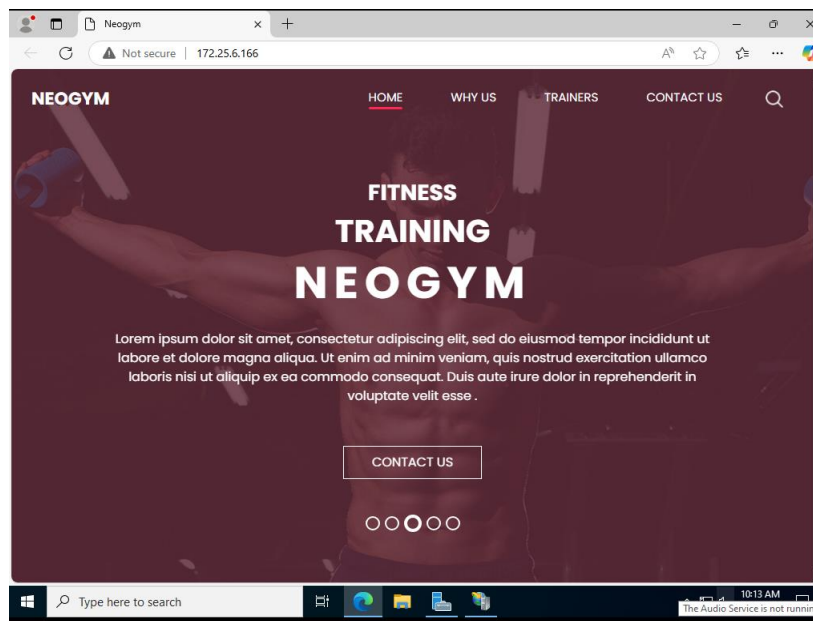 Neogym
Not secure
172.25.6.166
NEOGYM
HOME
WHY US
TRAINERS
CONTACT US
FITNESS
TRAINING
NEOGYM
Lorem ipsum dolor sit amet, consectetur adipiscing elit, sed do eiusmod tempor incididunt ut
labore et dolore magna aliqua. Ut enim ad minim veniam, quis nostrud exercitation ullamco
laboris nisi ut aliquip ex ea commodo consequat. Duis aute irure dolor in reprehenderit in
voluptate velit esse .
CONTACT US
Type here to search
10:13 AM
The Audio Service is not